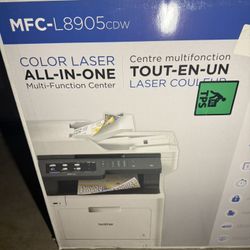 MFC-L8905CDW
COLOR LASER
ALL-IN-ONE
Multi-Function Center
Centre multifonction
TOUT-EN-UN
LASER COULEUR
TPS
brother